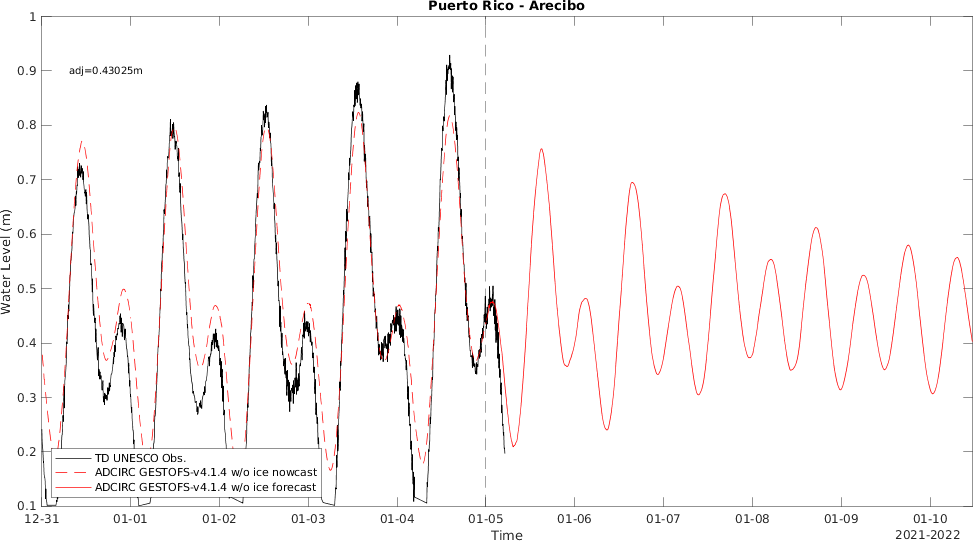 Puerto Rico - Arecibo
1
0.9
0.8
0.7
0.6
0.5
0.4
0.3
0.2
0.1
Water Level (m)
adj=0.43025m
TD UNESCO Obs.
ADCIRC GESTOFS-v4.1.4 w/o ice nowcast
ADCIRC GESTOFS-v4.1.4 w/o ice forecast
12-31 01-01 01-02 01-03 01-04 01-05 01-06 01-07 01-08 01-09 01-10
Time
2021-2022